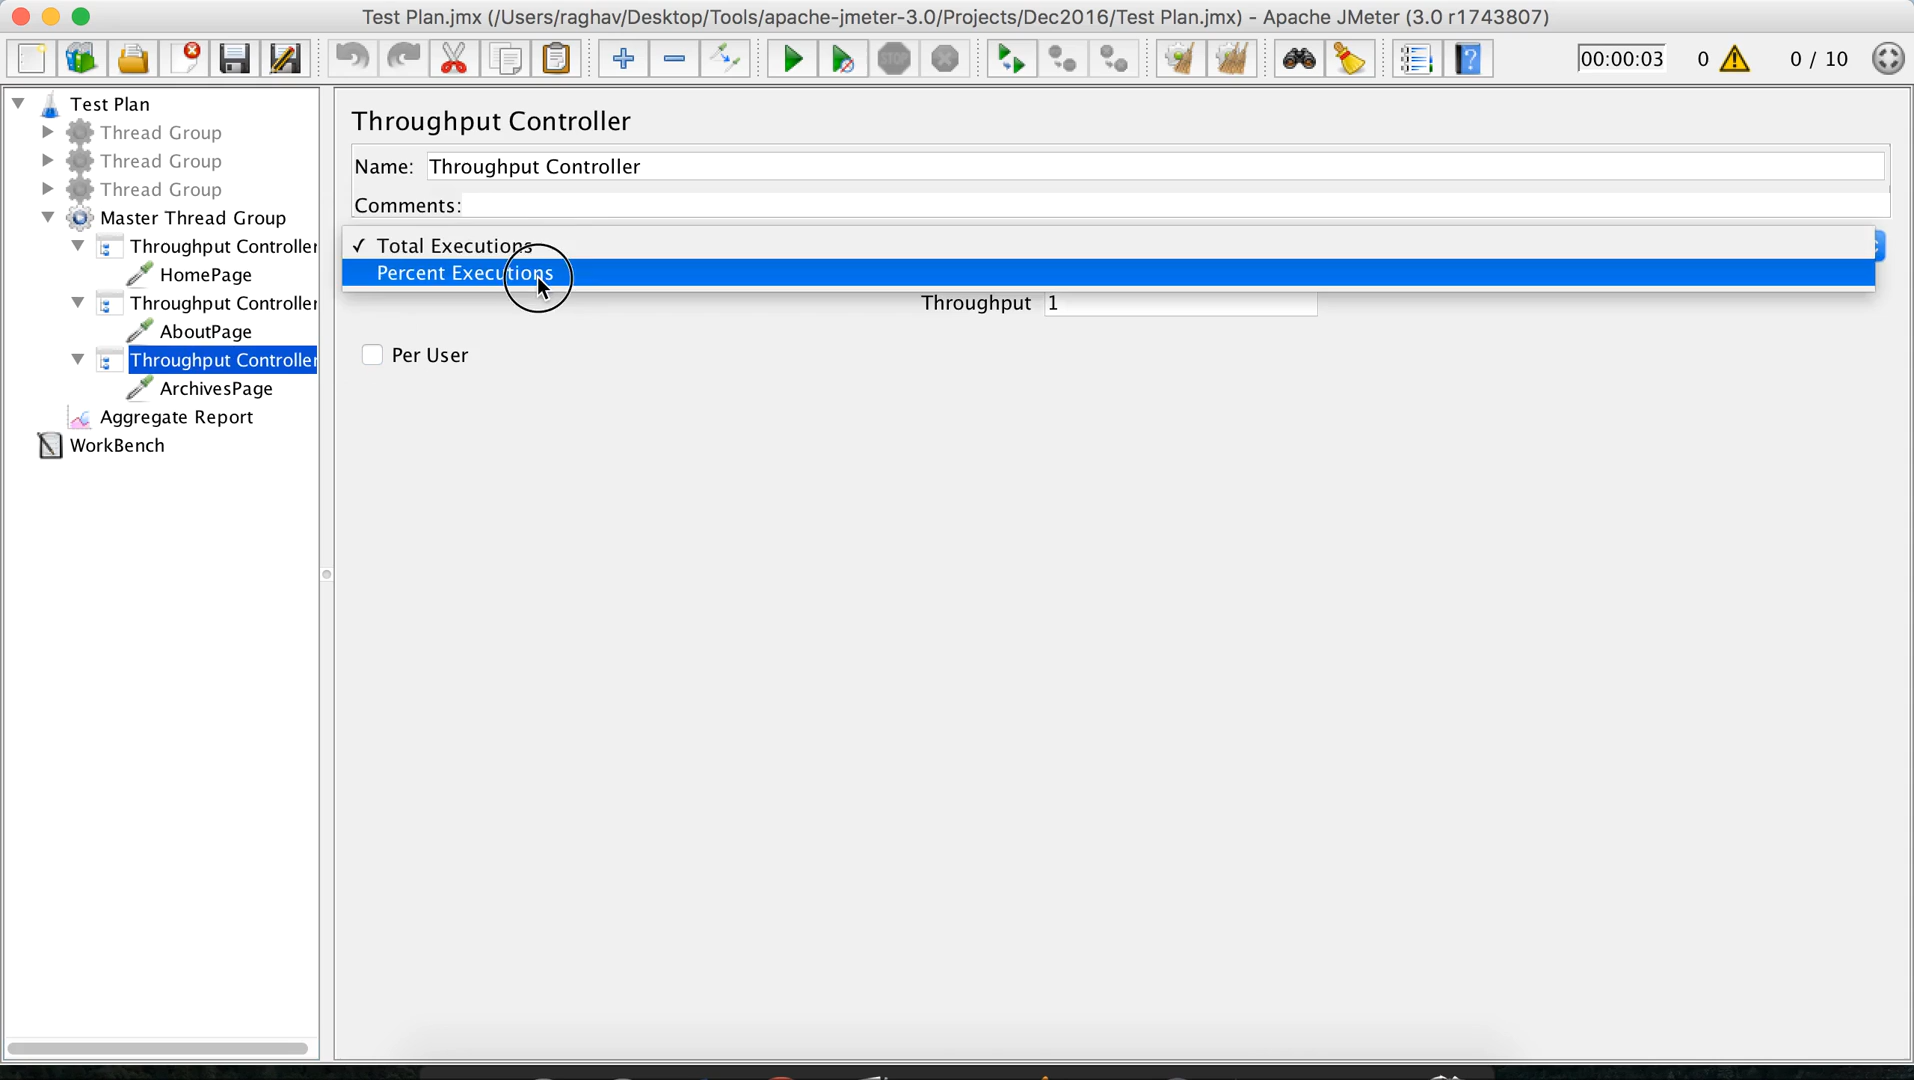 Test Plan.jmx (/Users/raghav/Desktop/Tools/apache-jmeter-3.0/Projects/Dec2016/Test Plan.jmx) - Apache JMeter (3.0 r1743807)
STOP
?
00:00:03
0
0 / 10
Test Plan
Thread Group
Thread Group
Thread Group
Master Thread Group
Throughput Controller
HomePage
Throughput Controller
AboutPage
Throughput Controller
ArchivesPage
Aggregate Report
WorkBench
Throughput Controller
Name: Throughput Controller
Comments:
✓ Total Executions
Percent Executions
Throughput 1
Per User